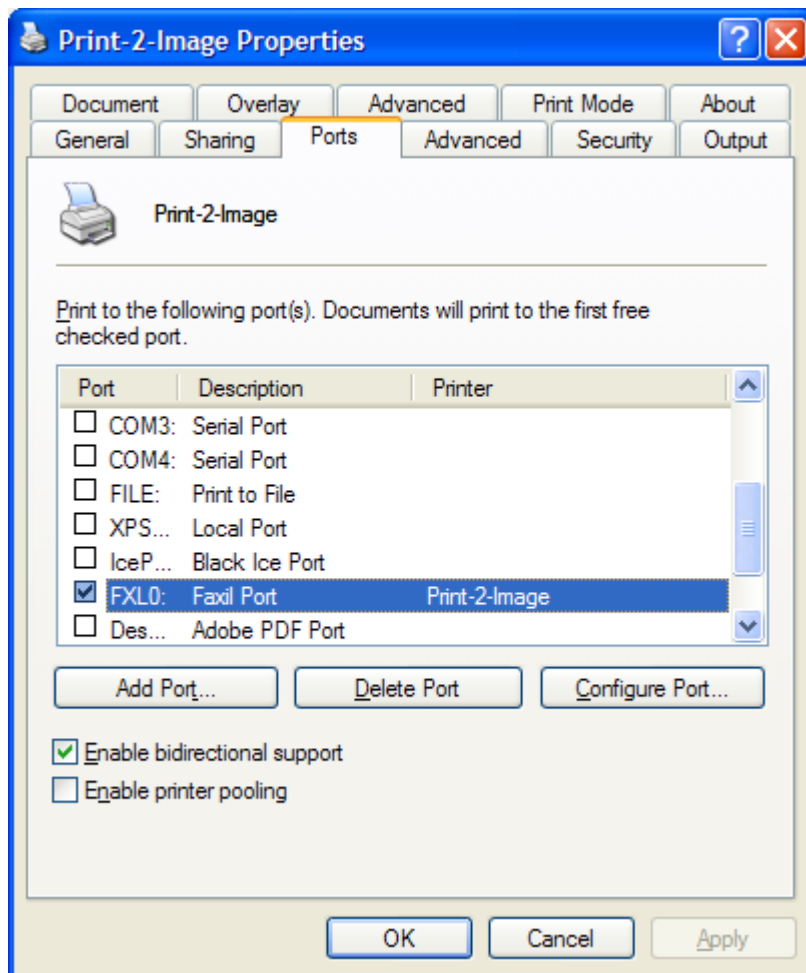 Print-2-Image Properties
Document Overlay Advanced Print Mode About
General Sharing Ports Advanced Security Output
Print-2-Image
Print to the following port(s). Documents will print to the first free
checked port.
Port Description Printer
COM3: Serial Port
COM4: Serial Port
FILE: Print to File
XPS... Local Port
IceP... Black Ice Port
FXL0: Faxil Port Print-2-Image
Des... Adobe PDF Port
Add Port... Delete Port Configure Port...
Enable bidirectional support
Enable printer pooling
OK Cancel Apply